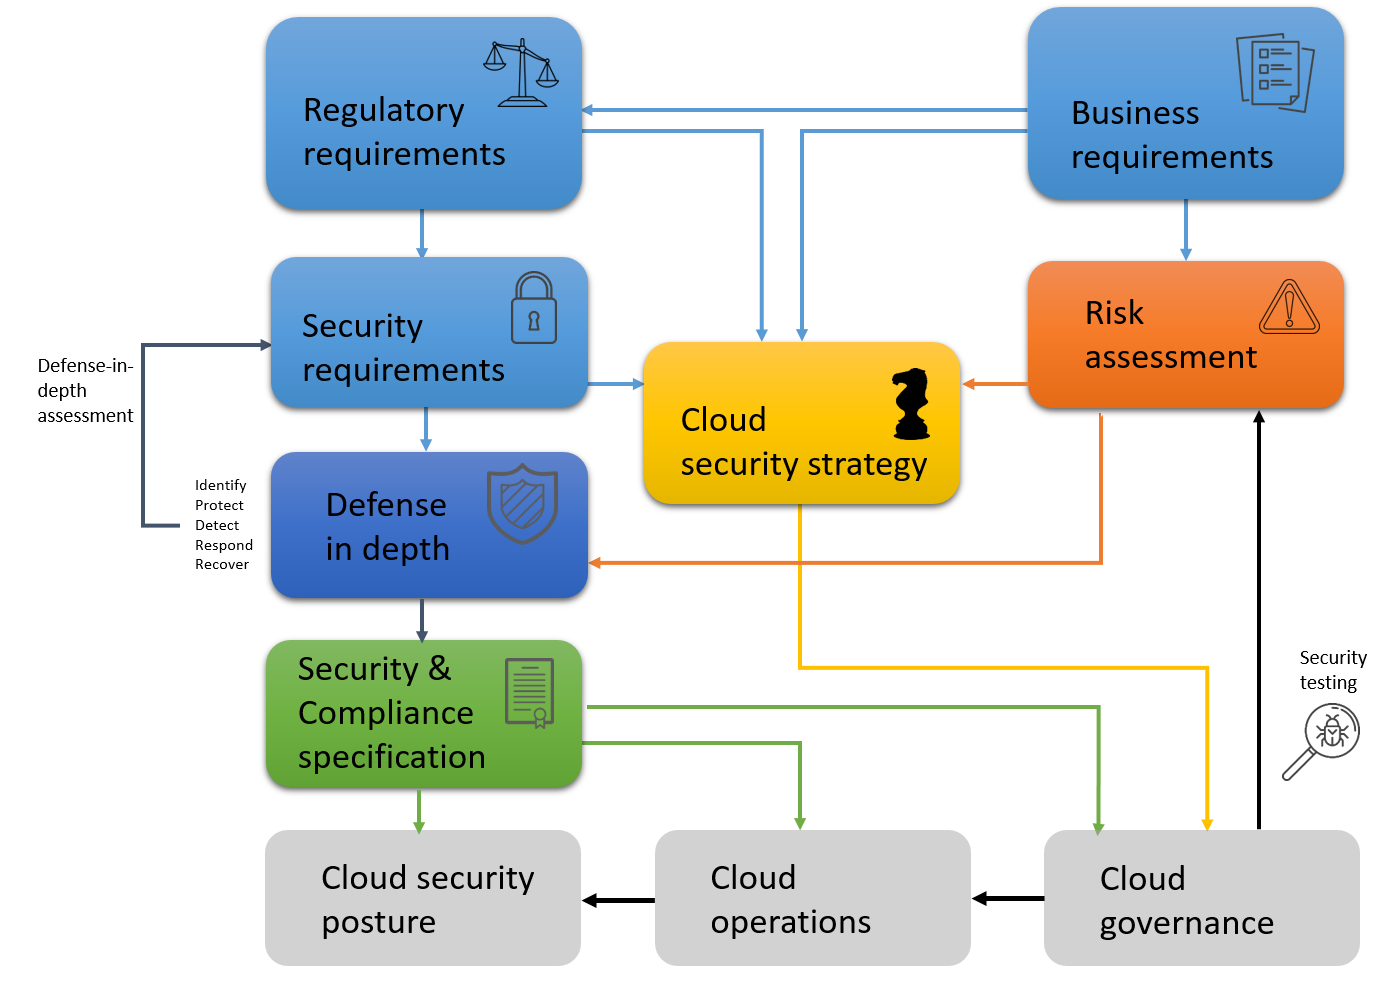 Regulatory
requirements
Business
requirements
Security
requirements
Risk
assessment
Defense-in-
depth
assessment
Cloud
security strategy
Identify
Protect
Detect
Respond
Recover
Defense
in depth
Security &
Compliance
specification
Security
testing
Cloud security
posture
Cloud
operations
Cloud
governance